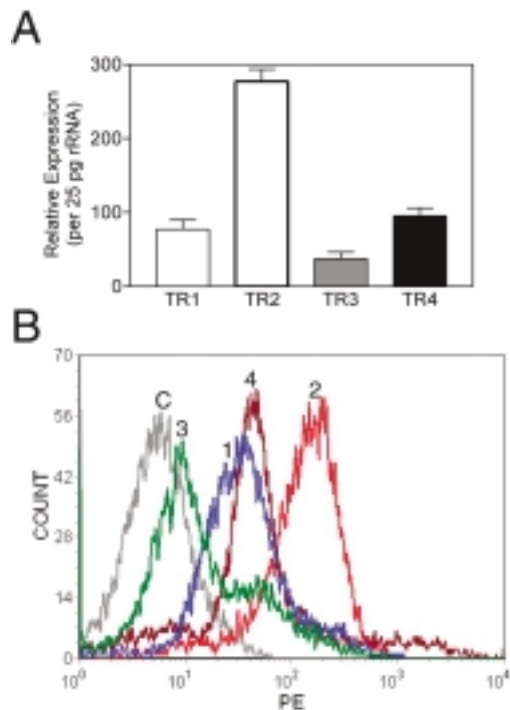 A
Relative Expression
(per 25 pg rRNA)
300
200
100
0
TR1 TR2 TR3 TR4
B
COUNT
70
56
42
28
14
0
C 3 1 4 2
10⁰ 10¹ 10² 10³ 10⁴
PE